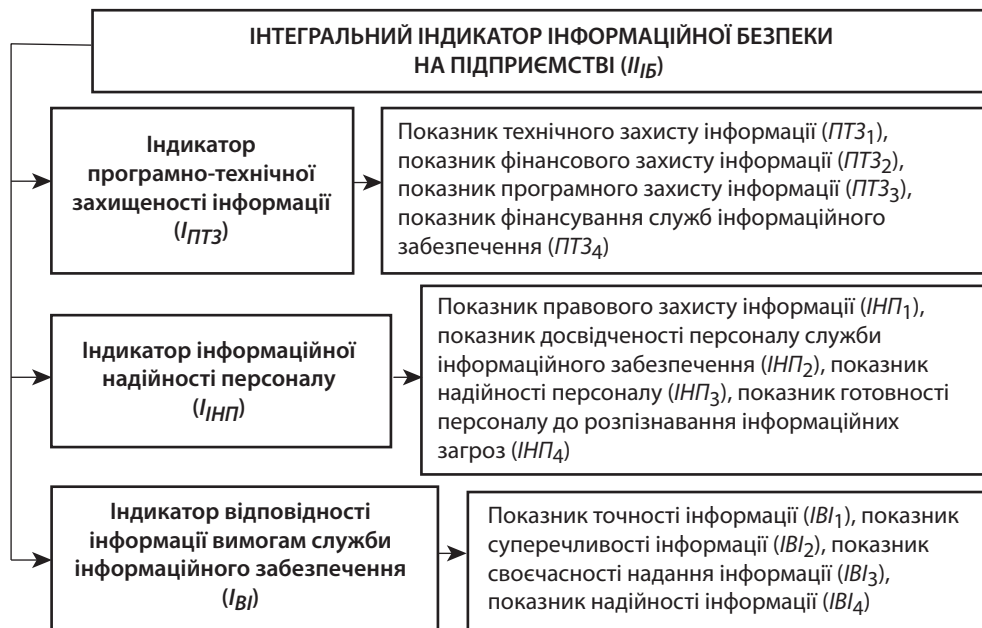 ІНТЕГРАЛЬНИЙ ІНДИКАТОР ІНФОРМАЦІЙНОЇ БЕЗПЕКИ
НА ПІДПРИЄМСТВІ (ІІІБ)
Індикатор
програмно-технічної
захищеності інформації
(ІПТЗ)
Показник технічного захисту інформації (ПТЗ1),
показник фінансового захисту інформації (ПТЗ2),
показник програмного захисту інформації (ПТЗ3),
показник фінансування служб інформаційного
забезпечення (ПТЗ4)
Індикатор інформаційної
надійності персоналу
(ІІНП)
Показник правового захисту інформації (ІНП1),
показник досвідченості персоналу служби
інформаційного забезпечення (ІНП2), показник
надійності персоналу (ІНП3), показник готовності
персоналу до розпізнавання інформаційних
загроз (ІНП4)
Індикатор відповідності
інформації вимогам служби
інформаційного забезпечення
(ІВІ)
Показник точності інформації (ІВІ1), показник
суперечливості інформації (ІВІ2), показник
своєчасності надання інформації (ІВІ3),
показник надійності інформації (ІВІ4)